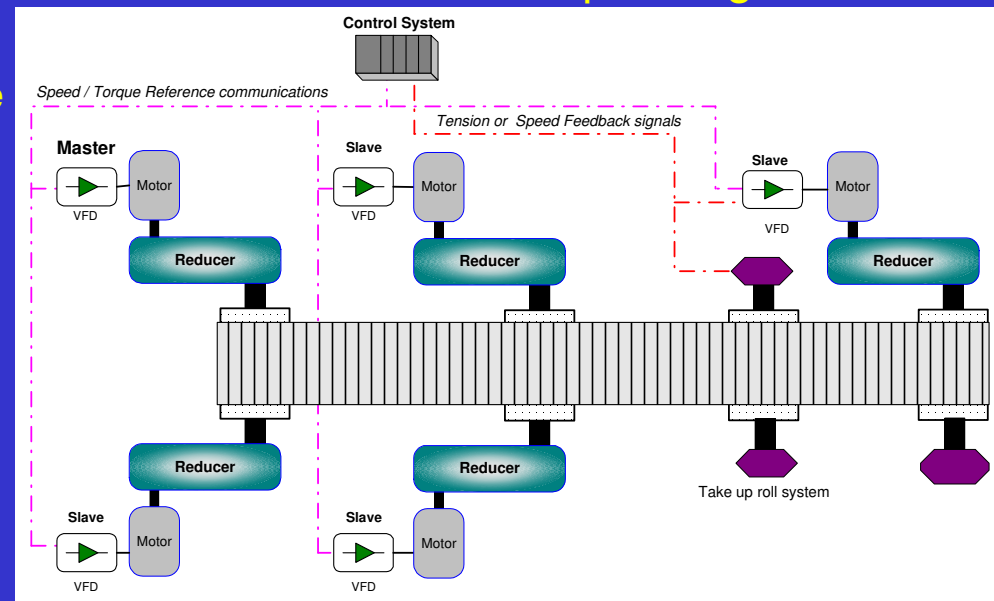 Control System
Speed / Torque Reference communications
Tension or Speed Feedback signals
Master
Slave
Slave
Motor
Motor
Motor
VFD
VFD
VFD
Reducer
Reducer
Reducer
Reducer
Reducer
Take up roll system
Slave
Slave
Motor
Motor
VFD
VFD